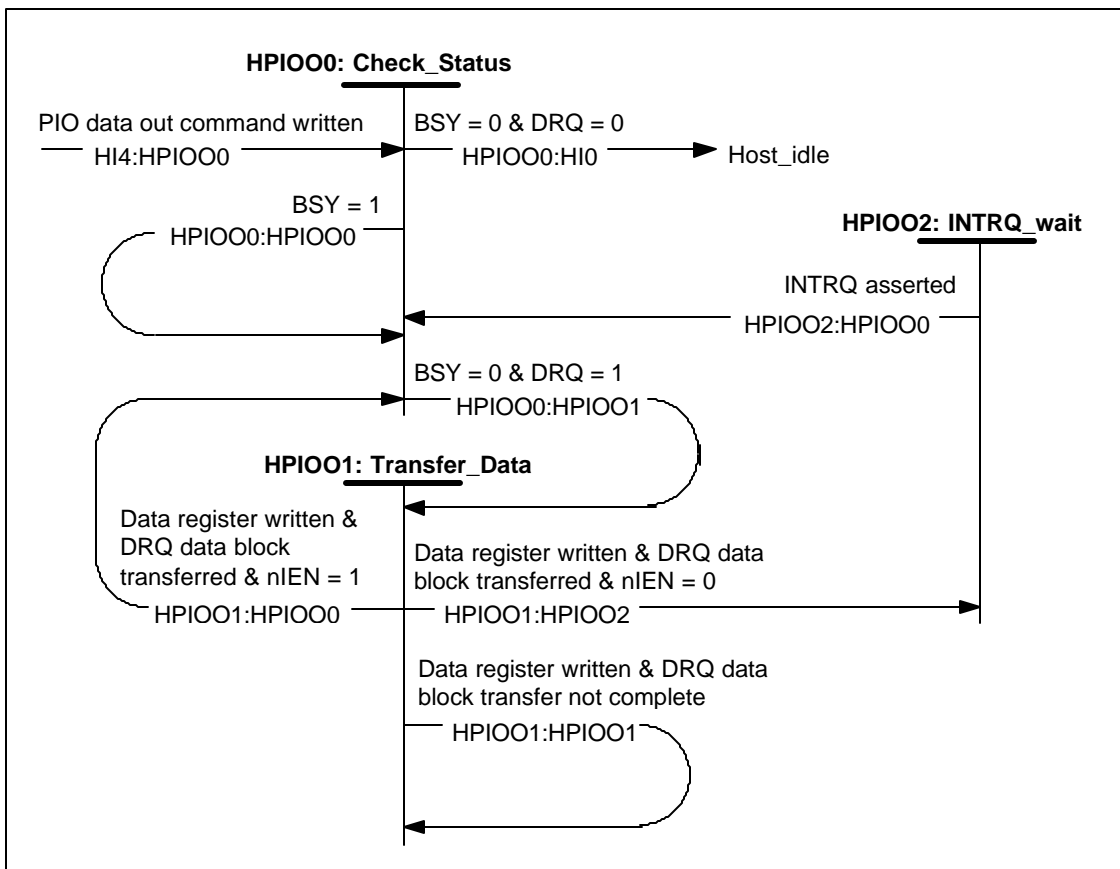 HPIOO0: Check_Status
PIO data out command written
HI4:HPIOO0
BSY = 0 & DRQ = 0
HPIOO0:HI0
Host_idle
BSY = 1
HPIOO0:HPIOO0
HPIOO2: INTRQ_wait
INTRQ asserted
HPIOO2:HPIOO0
BSY = 0 & DRQ = 1
HPIOO0:HPIOO1
HPIOO1: Transfer_Data
Data register written &
DRQ data block
transferred & nIEN = 1
HPIOO1:HPIOO0
Data register written & DRQ data
block transferred & nIEN = 0
HPIOO1:HPIOO2
Data register written & DRQ data
block transfer not complete
HPIOO1:HPIOO1